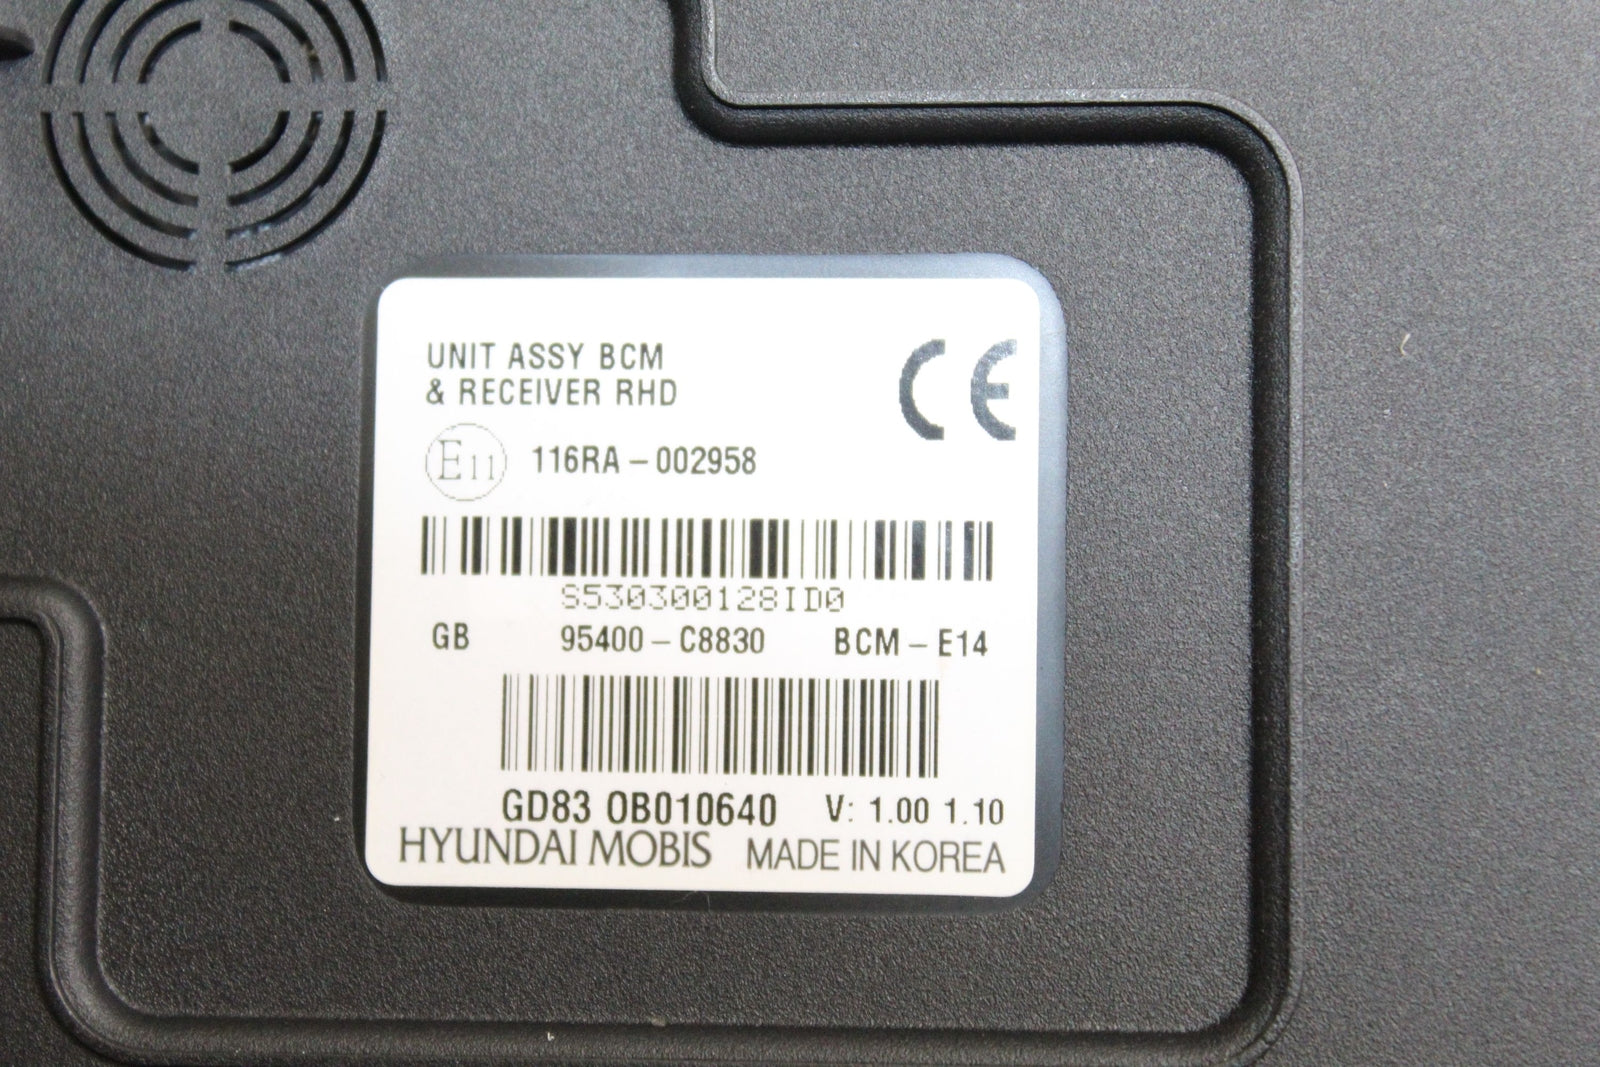 UNIT ASSY BCM
& RECEIVER RHD
CE
E11 116RA - 002958
S530300128ID0
GB 95400 - C8830 BCM - E14
GD83 0B010640 V: 1.00 1.10
HYUNDAI MOBIS MADE IN KOREA